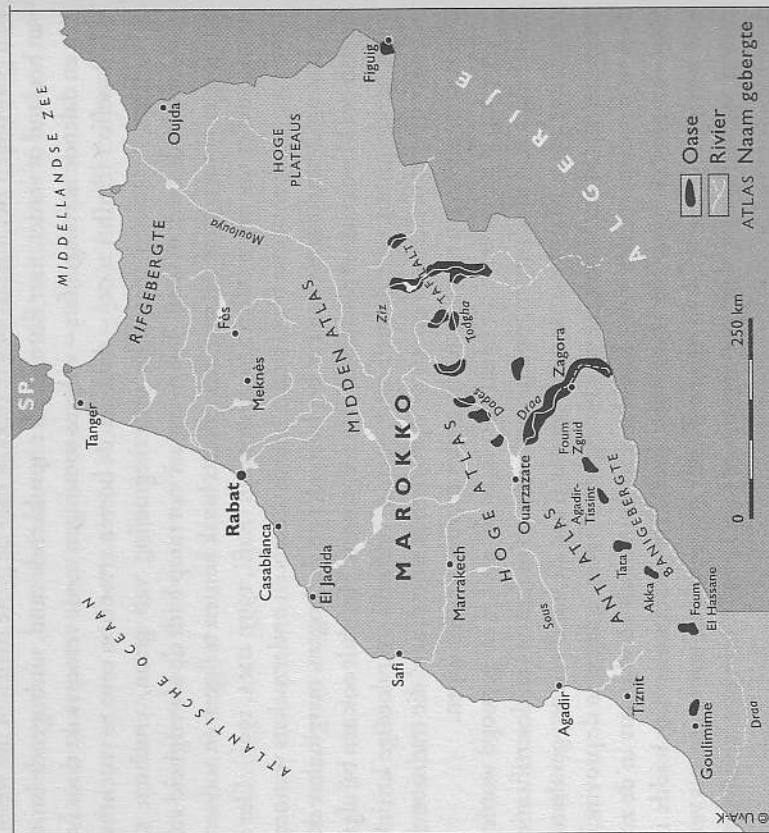 SP.
MIDDELLANDSE ZEE
Tanger
RIFGEBERGTE
Oujda
Rabat
Meknès
Fès
Moulouya
HOGE
PLATEAUS
Casablanca
El Jadida
MIDDEN ATLAS
Figuig
ATLANTISCHE OCEAAN
MAROKKO
Ziz
TAFILALT
ALGERIJE
Safi
Marrakech
HOGE ATLAS
Dades
Todgha
Ouarzazate
Draa
Zagora
Sous
Agadir
ANTI ATLAS
Foum
Zguid
Agadir-
Tissint
Tata
Akka
BANIGEBERGTE
Tiznit
Foum
El Hassane
Goulimime
Draa
Oase
Rivier
ATLAS Naam gebergte
0 250 km
© UvA-K